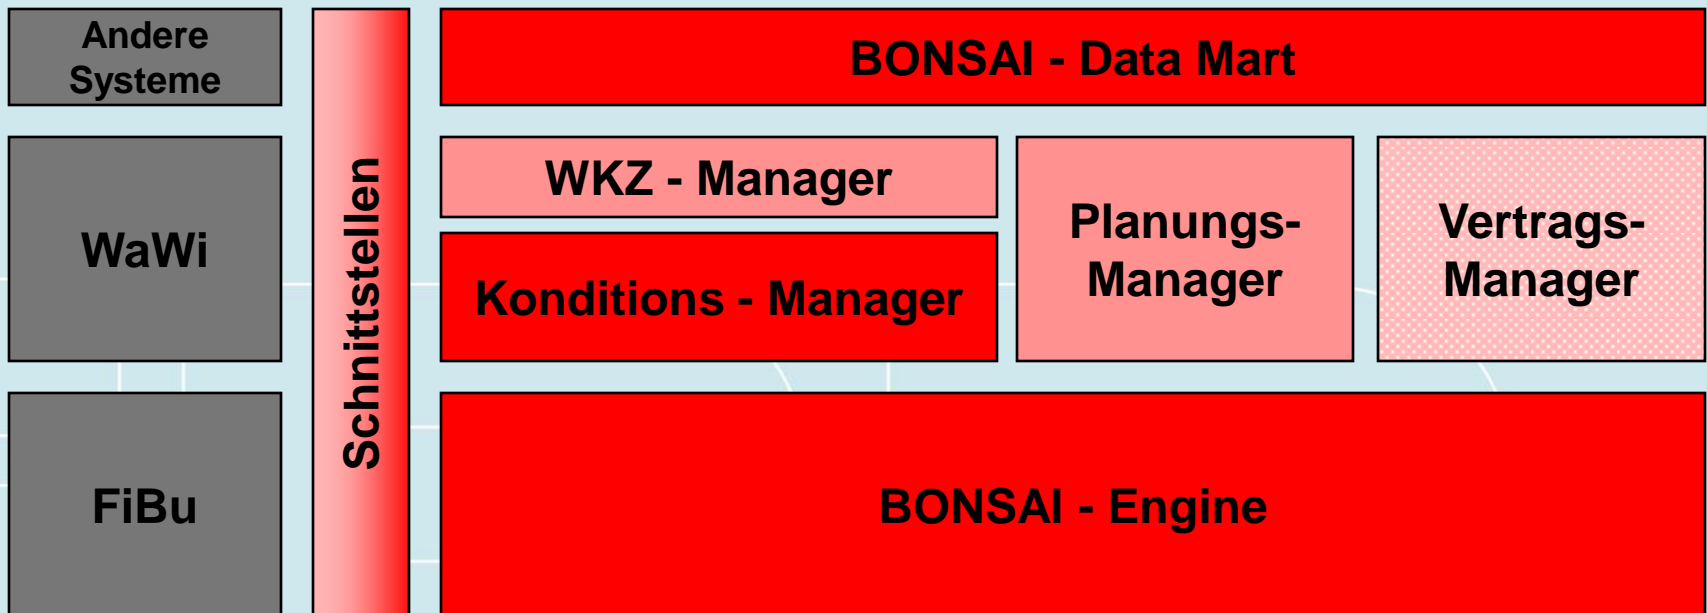 Andere
Systeme
BONSAI - Data Mart
Schnittstellen
WKZ - Manager
WaWi
Konditions - Manager
Planungs-
Manager
Vertrags-
Manager
FiBu
BONSAI - Engine